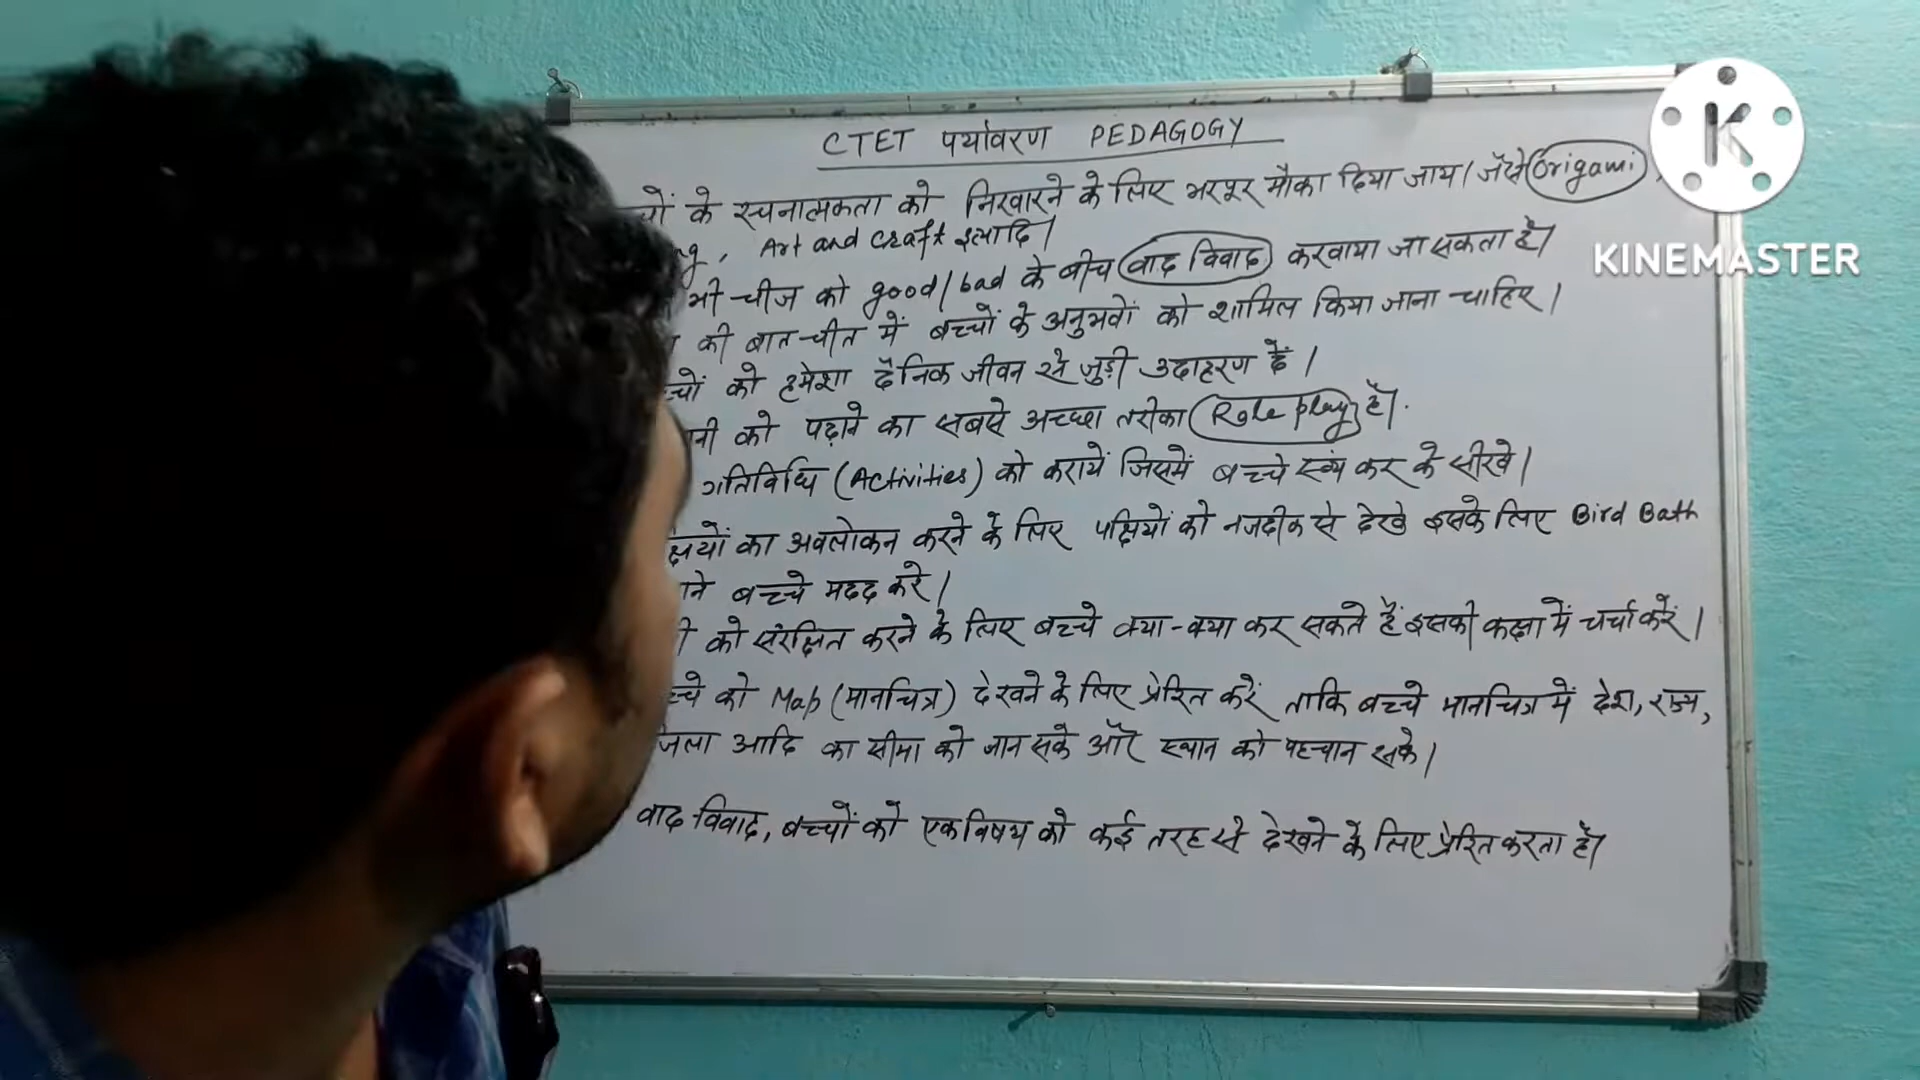 CTET पर्यावरण PEDAGOGY
के रचनात्मकता को निखारने के लिए भरपूर मौका दिया जाय। जैसे Origami,
Art and Craft इत्यादि।
भी चीज को good/bad के बीच वाद विवाद करवाया जा सकता है।
की बात-चीत में बच्चों के अनुभवों को शामिल किया जाना चाहिए।
को हमेशा दैनिक जीवन से जुड़ी उदाहरण दें।
को पढ़ाने का सबसे अच्छा तरीका Role play है।
गतिविधि (Activities) को करायें जिसमें बच्चे स्वंय कर के सीखे।
का अवलोकन करने के लिए पक्षियों को नजदीक से देखे इसके लिए Bird Bath
बच्चे मदद करे।
को संरक्षित करने के लिए बच्चे क्या-क्या कर सकते हैं इसकी कक्षा में चर्चा करें।
को Map (मानचित्र) देखने के लिए प्रेरित करें ताकि बच्चे मानचित्र में देश, राज्य,
जिला आदि का सीमा को जान सके और स्थान को पहचान सके।
वाद विवाद, बच्चों को एक विषय को कई तरह से देखने के लिए प्रेरित करता है।
K
KINEMASTER